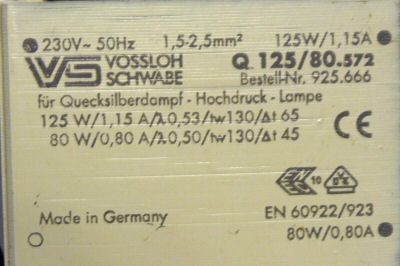 230V~ 50Hz 1,5-2,5mm² 125W/1,15A
VS VOSSLOH SCHWABE Q 125/80.572
Bestell-Nr. 925.666
für Quecksilberdampf - Hochdruck - Lampe
125 W/1,15 A/λ0,53/tw130/Δt 65
80 W/0,80 A/λ0,50/tw130/Δt 45
CE
10 VDE
Made in Germany EN 60922/923
80W/0,80A